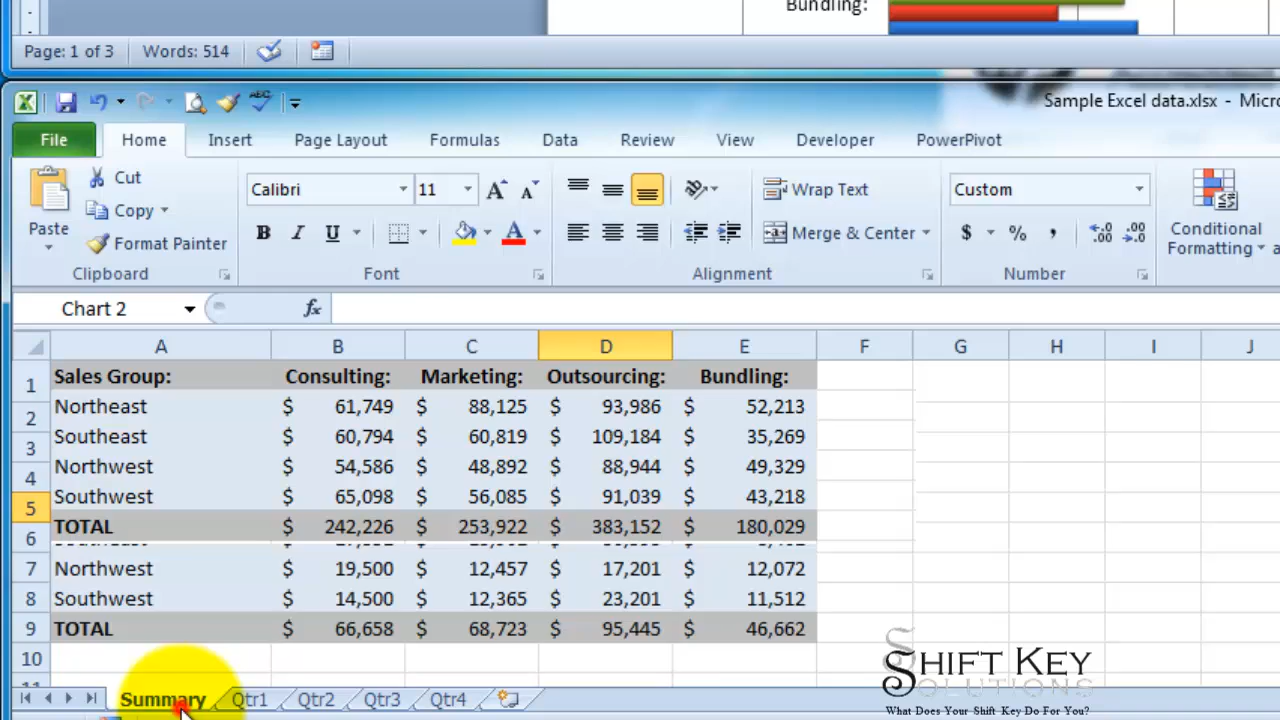 Bundling:
Page: 1 of 3 Words: 514
Sample Excel data.xlsx - Micro
File Home Insert Page Layout Formulas Data Review View Developer PowerPivot
Cut
Copy
Format Painter
Paste
Clipboard
Calibri 11
B I U
Font
Wrap Text
Merge & Center
Alignment
Custom
$ % ,
Number
Conditional
Formatting
Chart 2 fx
A B C D E F G H I J
1 Sales Group: Consulting: Marketing: Outsourcing: Bundling:
2 Northeast $ 61,749 $ 88,125 $ 93,986 $ 52,213
3 Southeast $ 60,794 $ 60,819 $ 109,184 $ 35,269
4 Northwest $ 54,586 $ 48,892 $ 88,944 $ 49,329
5 Southwest $ 65,098 $ 56,085 $ 91,039 $ 43,218
6 TOTAL $ 242,226 $ 253,922 $ 383,152 $ 180,029
7 Northwest $ 19,500 $ 12,457 $ 17,201 $ 12,072
8 Southwest $ 14,500 $ 12,365 $ 23,201 $ 11,512
9 TOTAL $ 66,658 $ 68,723 $ 95,445 $ 46,662
10
Summary Qtr1 Qtr2 Qtr3 Qtr4
SHIFT KEY
SOLUTIONS
What Does Your Shift Key Do For You?